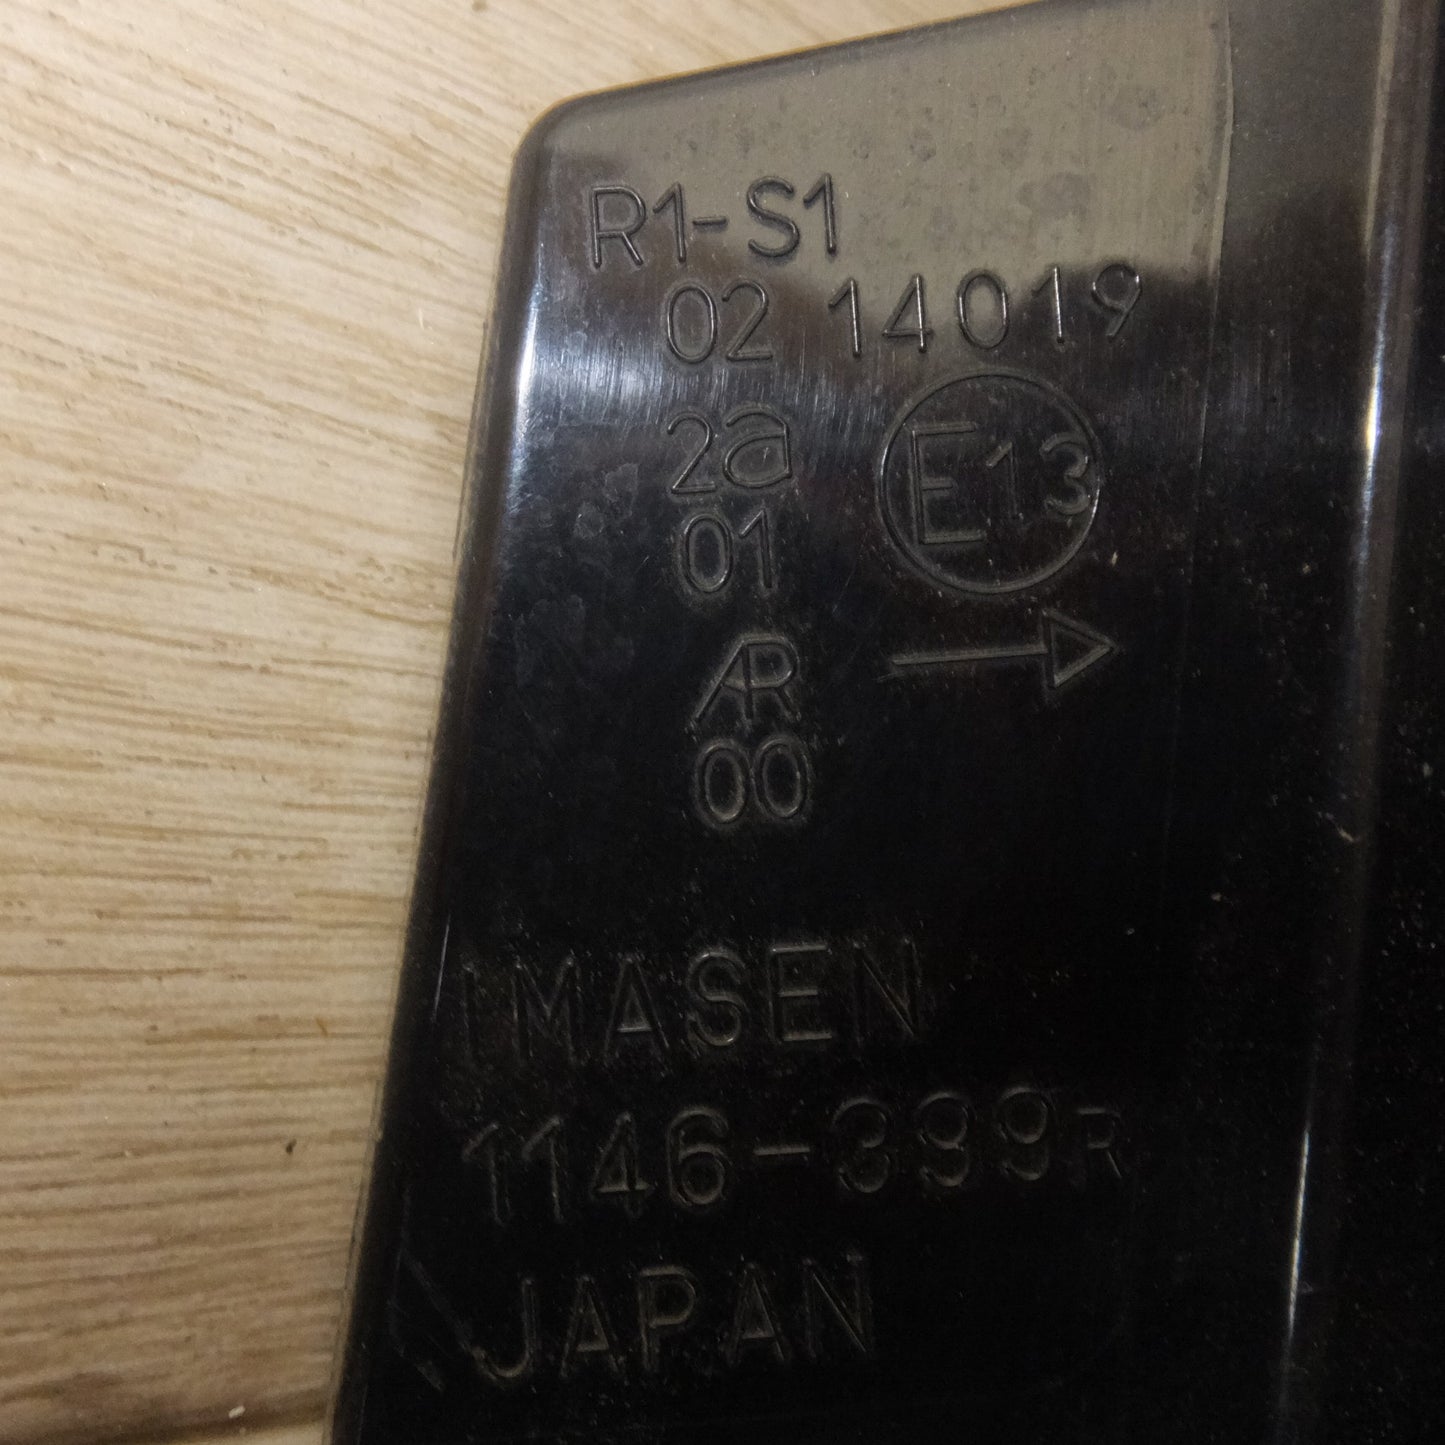 R1-S1
02 14019
2a E13
01
AR
00
IMASEN
1146-399R
JAPAN